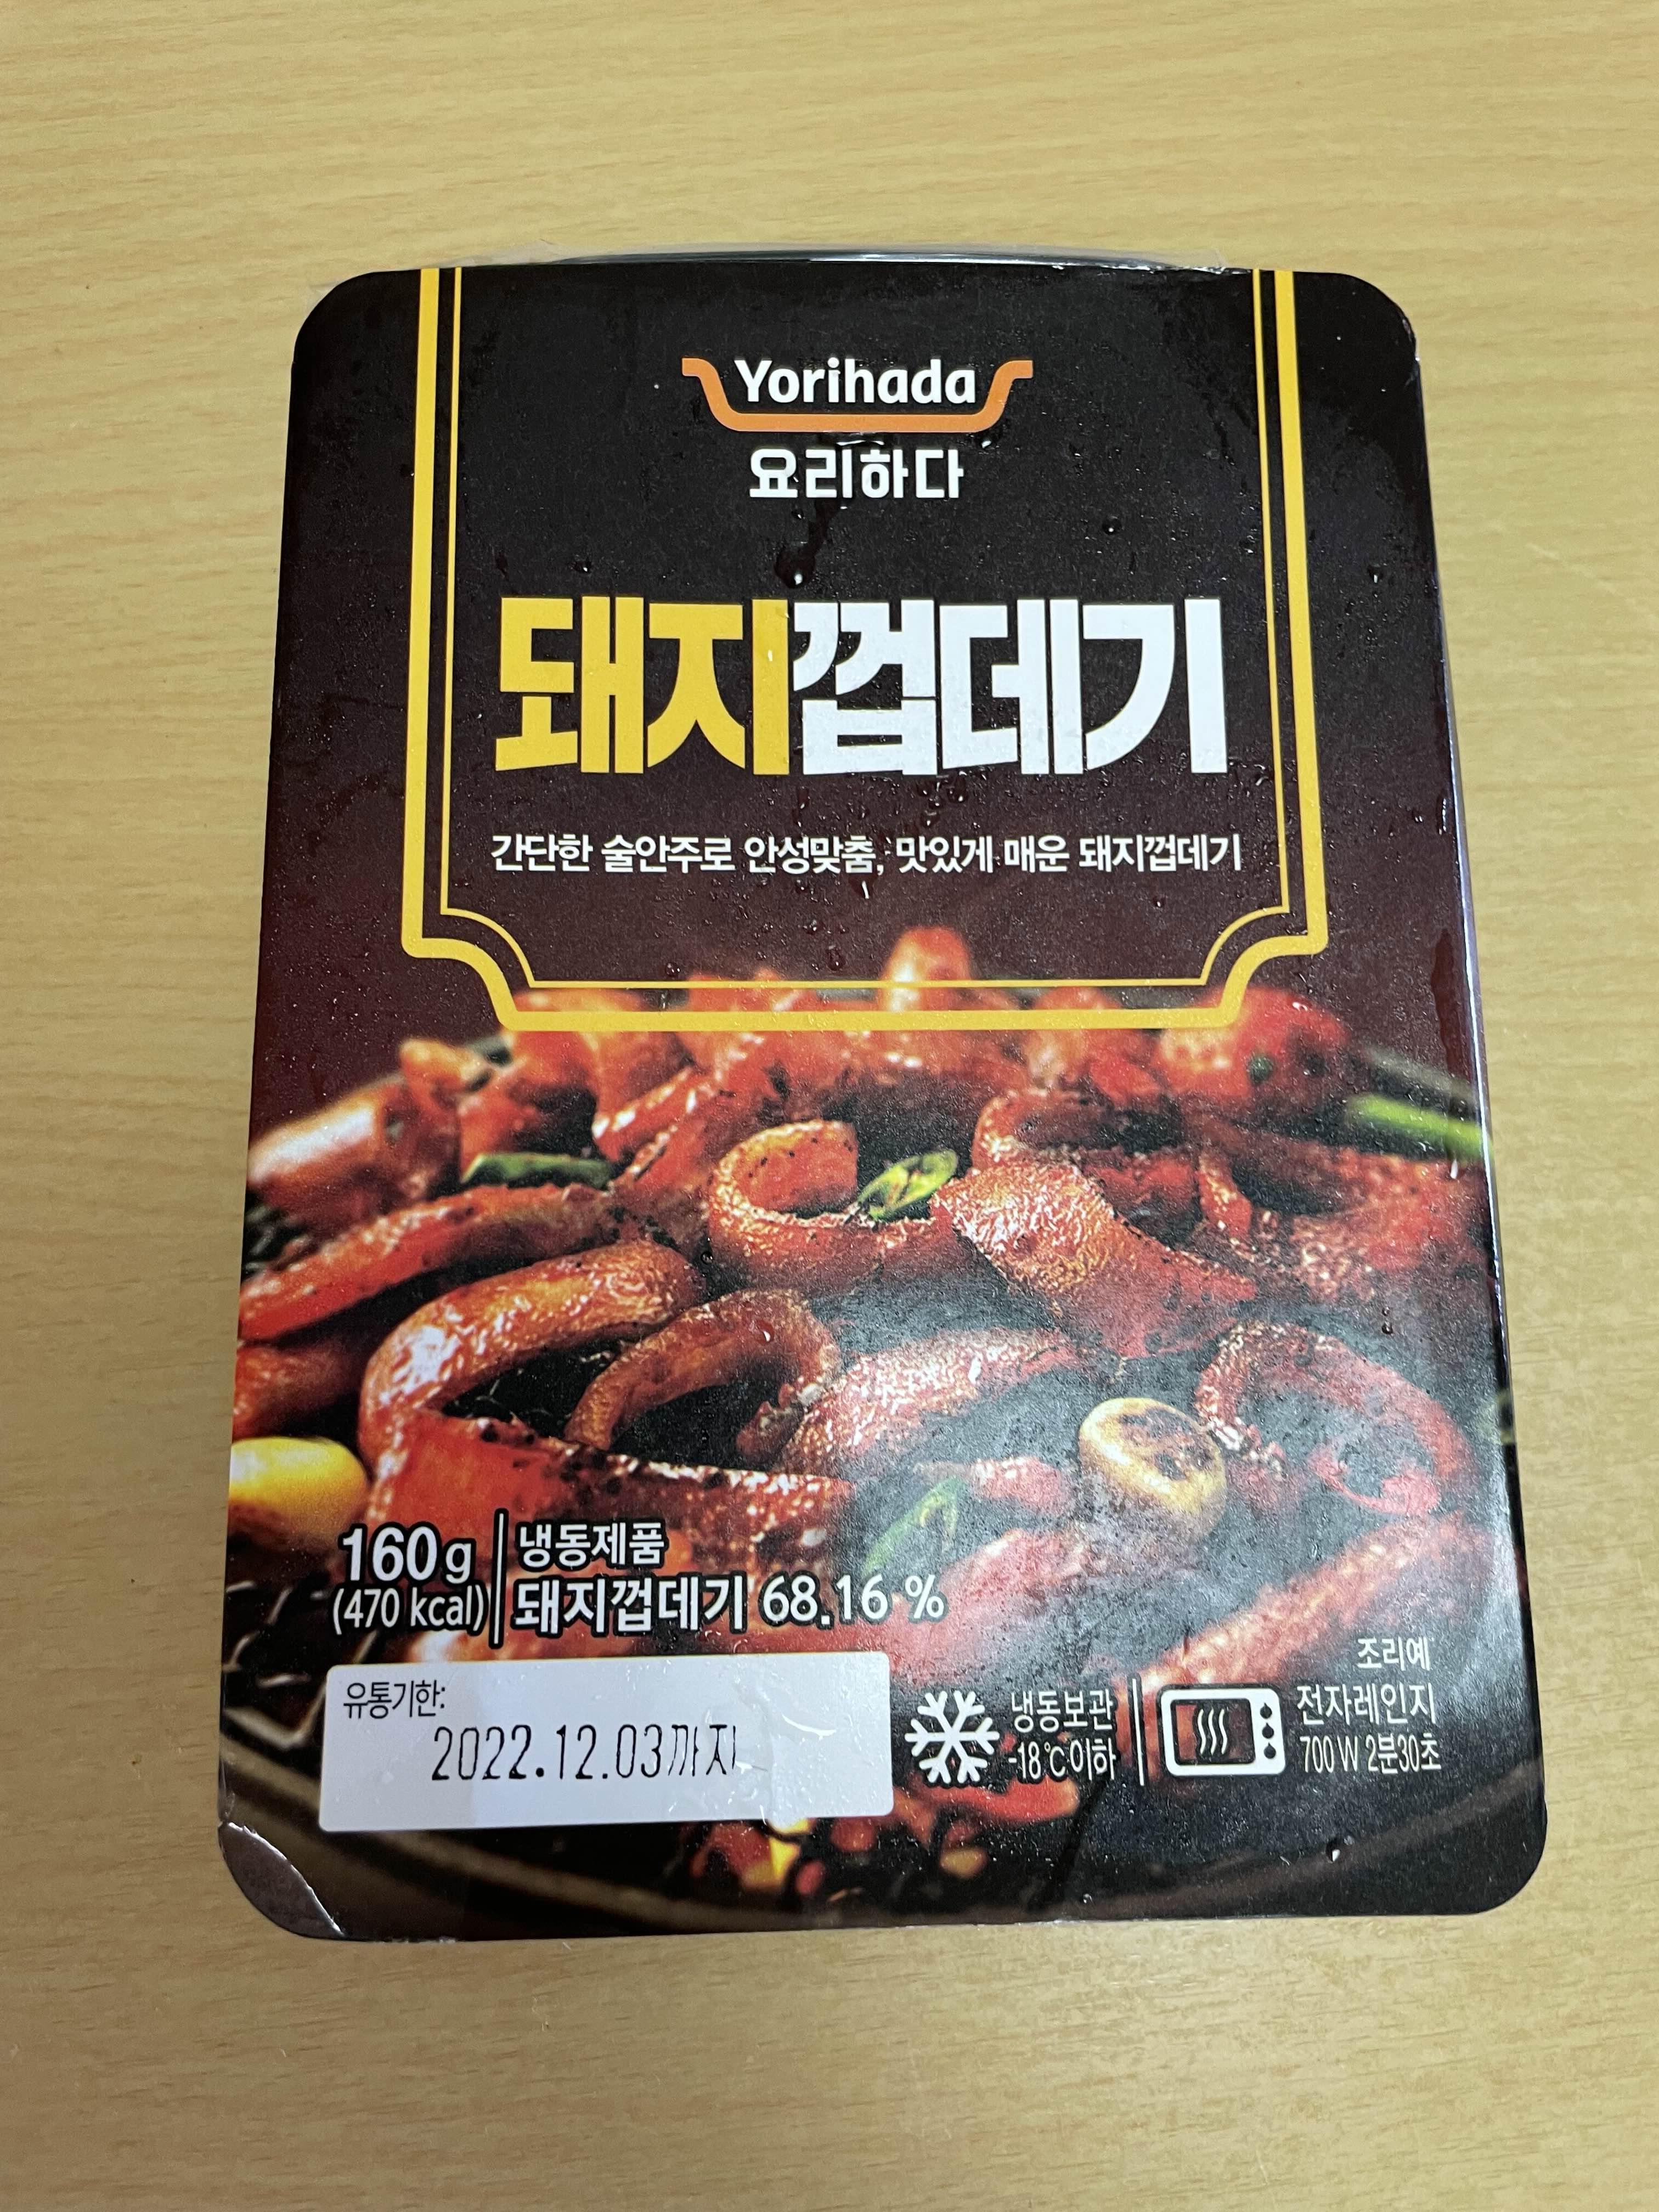 Yorihada
요리하다
돼지껍데기
간단한 술안주로 안성맞춤, 맛있게 매운 돼지껍데기
160g
(470 kcal)
냉동제품
돼지껍데기 68.16 %
유통기한:
2022.12.03까지
냉동보관
-18℃이하
조리예
전자레인지
700 W 2분30초